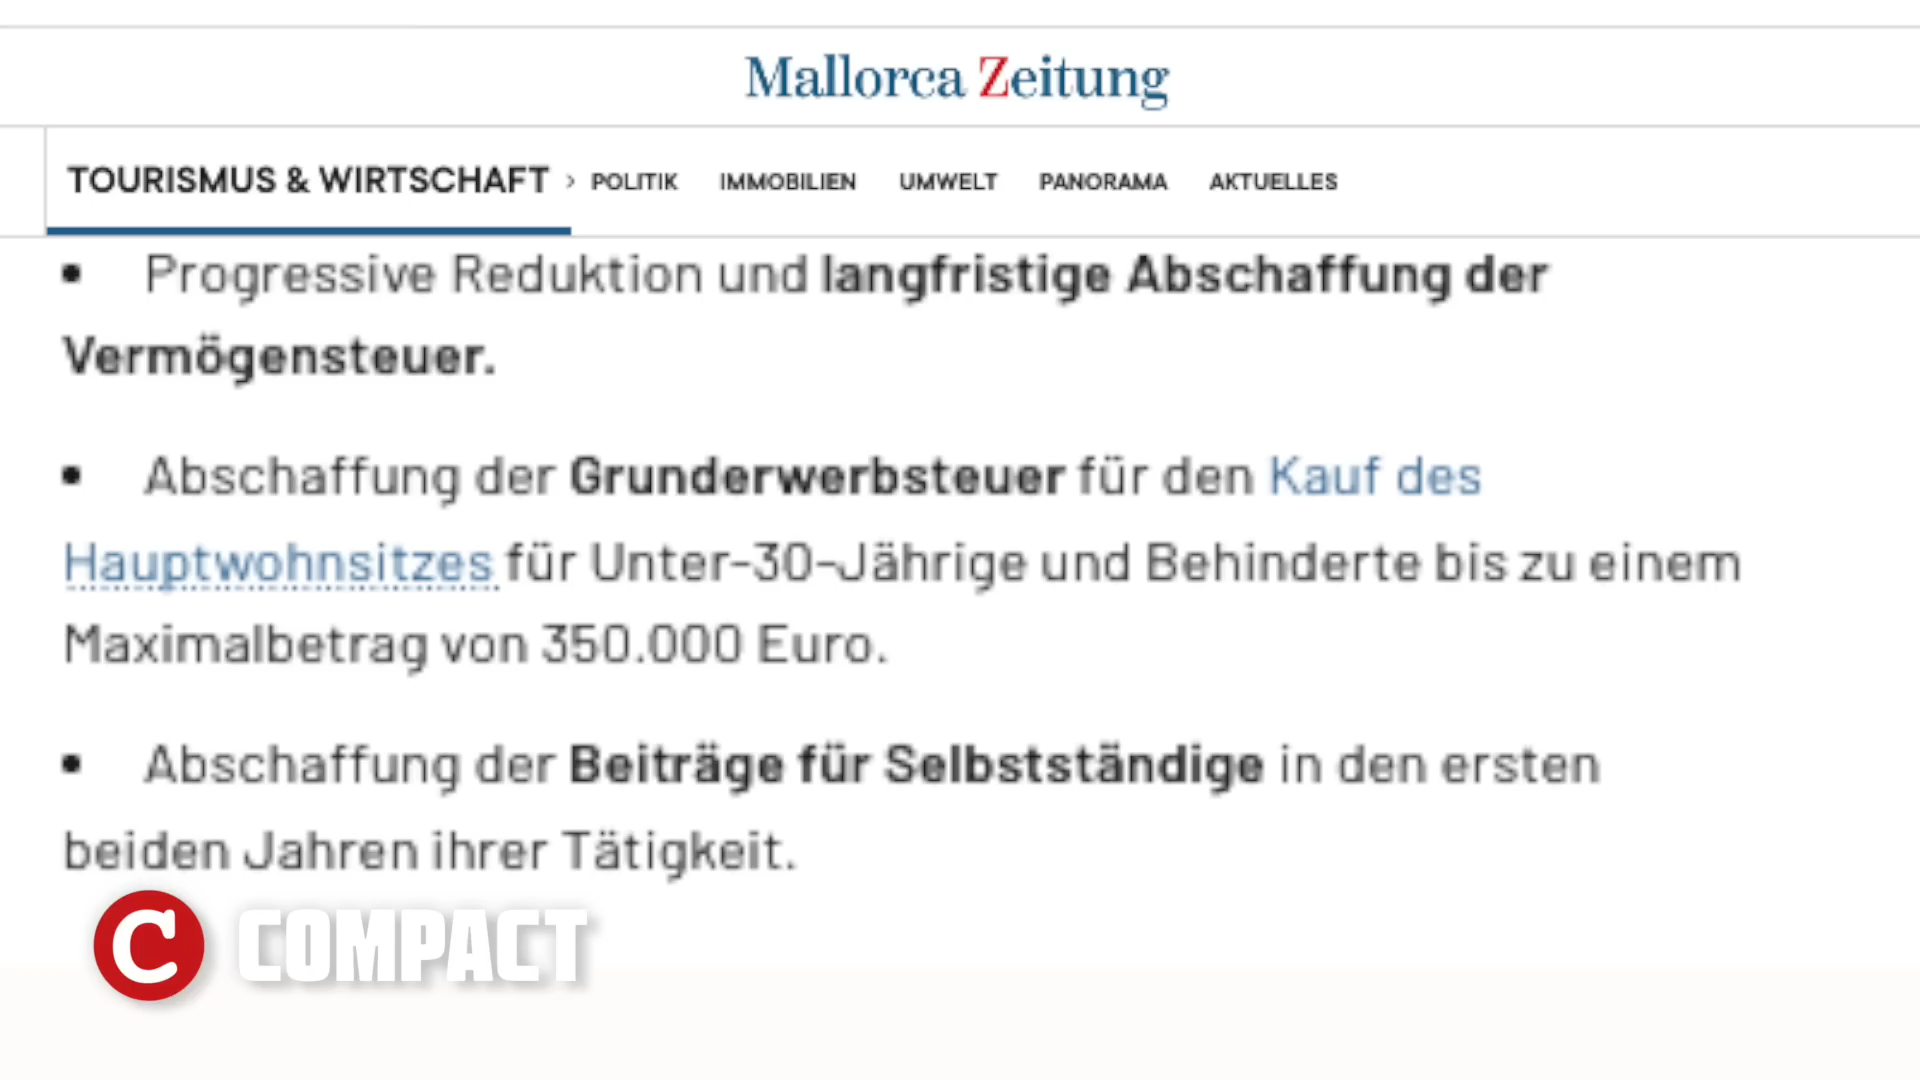 Mallorca Zeitung
TOURISMUS & WIRTSCHAFT › POLITIK IMMOBILIEN UMWELT PANORAMA AKTUELLES
• Progressive Reduktion und langfristige Abschaffung der
Vermögensteuer.
• Abschaffung der Grunderwerbsteuer für den Kauf des
Hauptwohnsitzes für Unter-30-Jährige und Behinderte bis zu einem
Maximalbetrag von 350.000 Euro.
• Abschaffung der Beiträge für Selbstständige in den ersten
beiden Jahren ihrer Tätigkeit.
C COMPACT